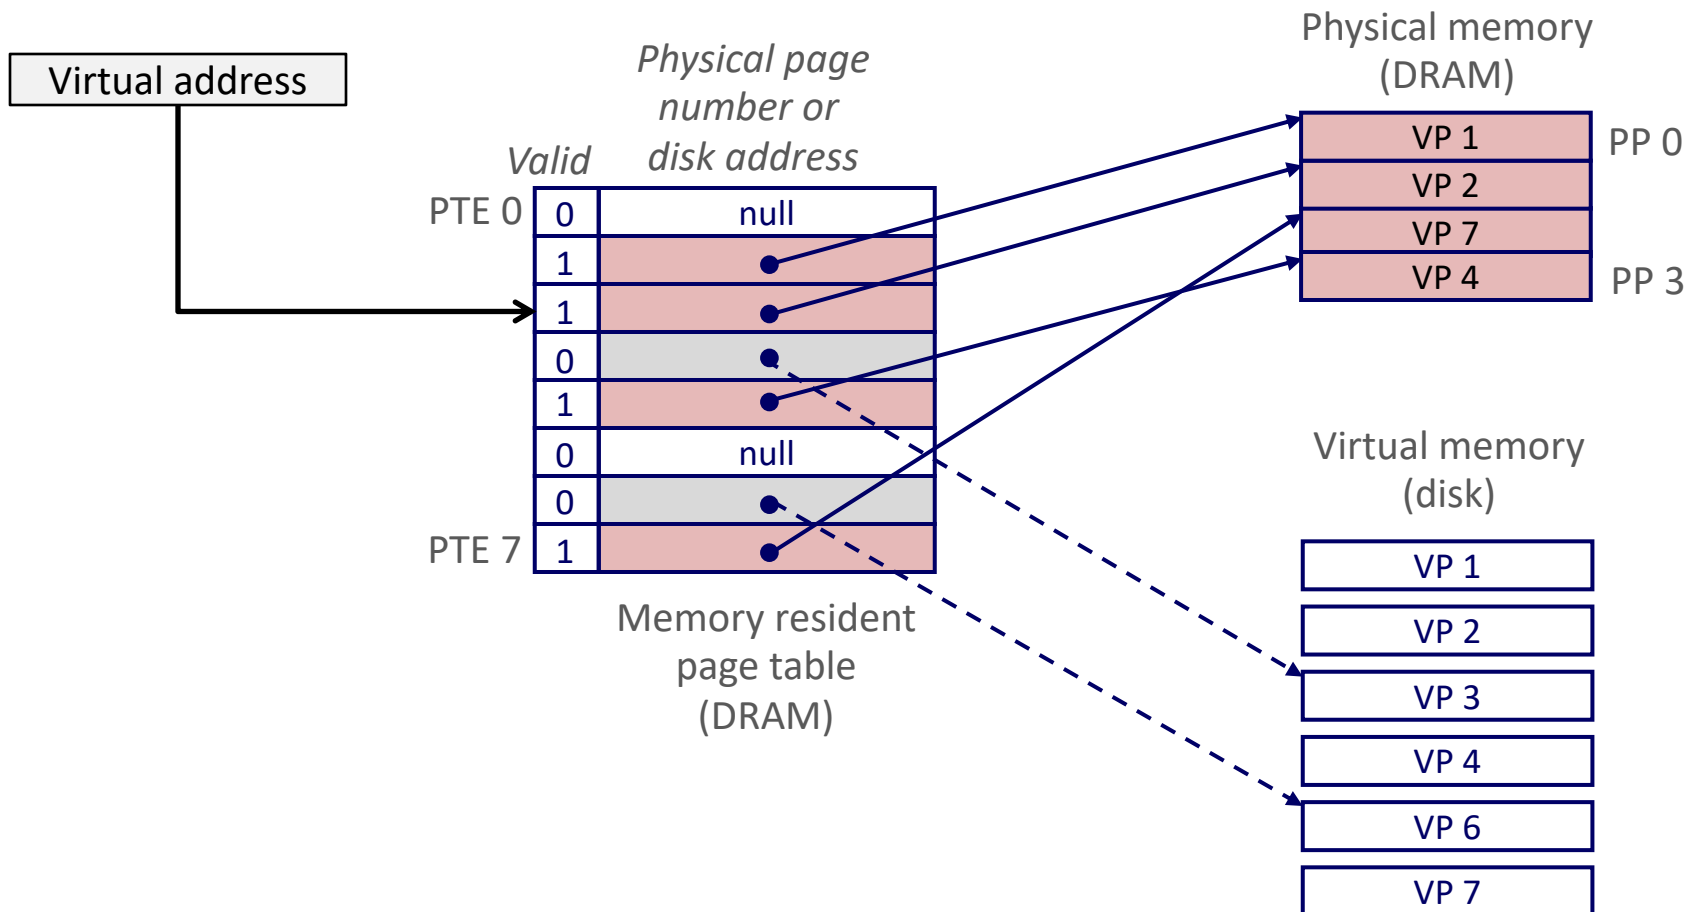 Virtual address
Physical page
number or
disk address
Valid
PTE 0
0
null
1
1
0
1
0
null
0
PTE 7
1
Memory resident
page table
(DRAM)
Physical memory
(DRAM)
VP 1
PP 0
VP 2
VP 7
VP 4
PP 3
Virtual memory
(disk)
VP 1
VP 2
VP 3
VP 4
VP 6
VP 7